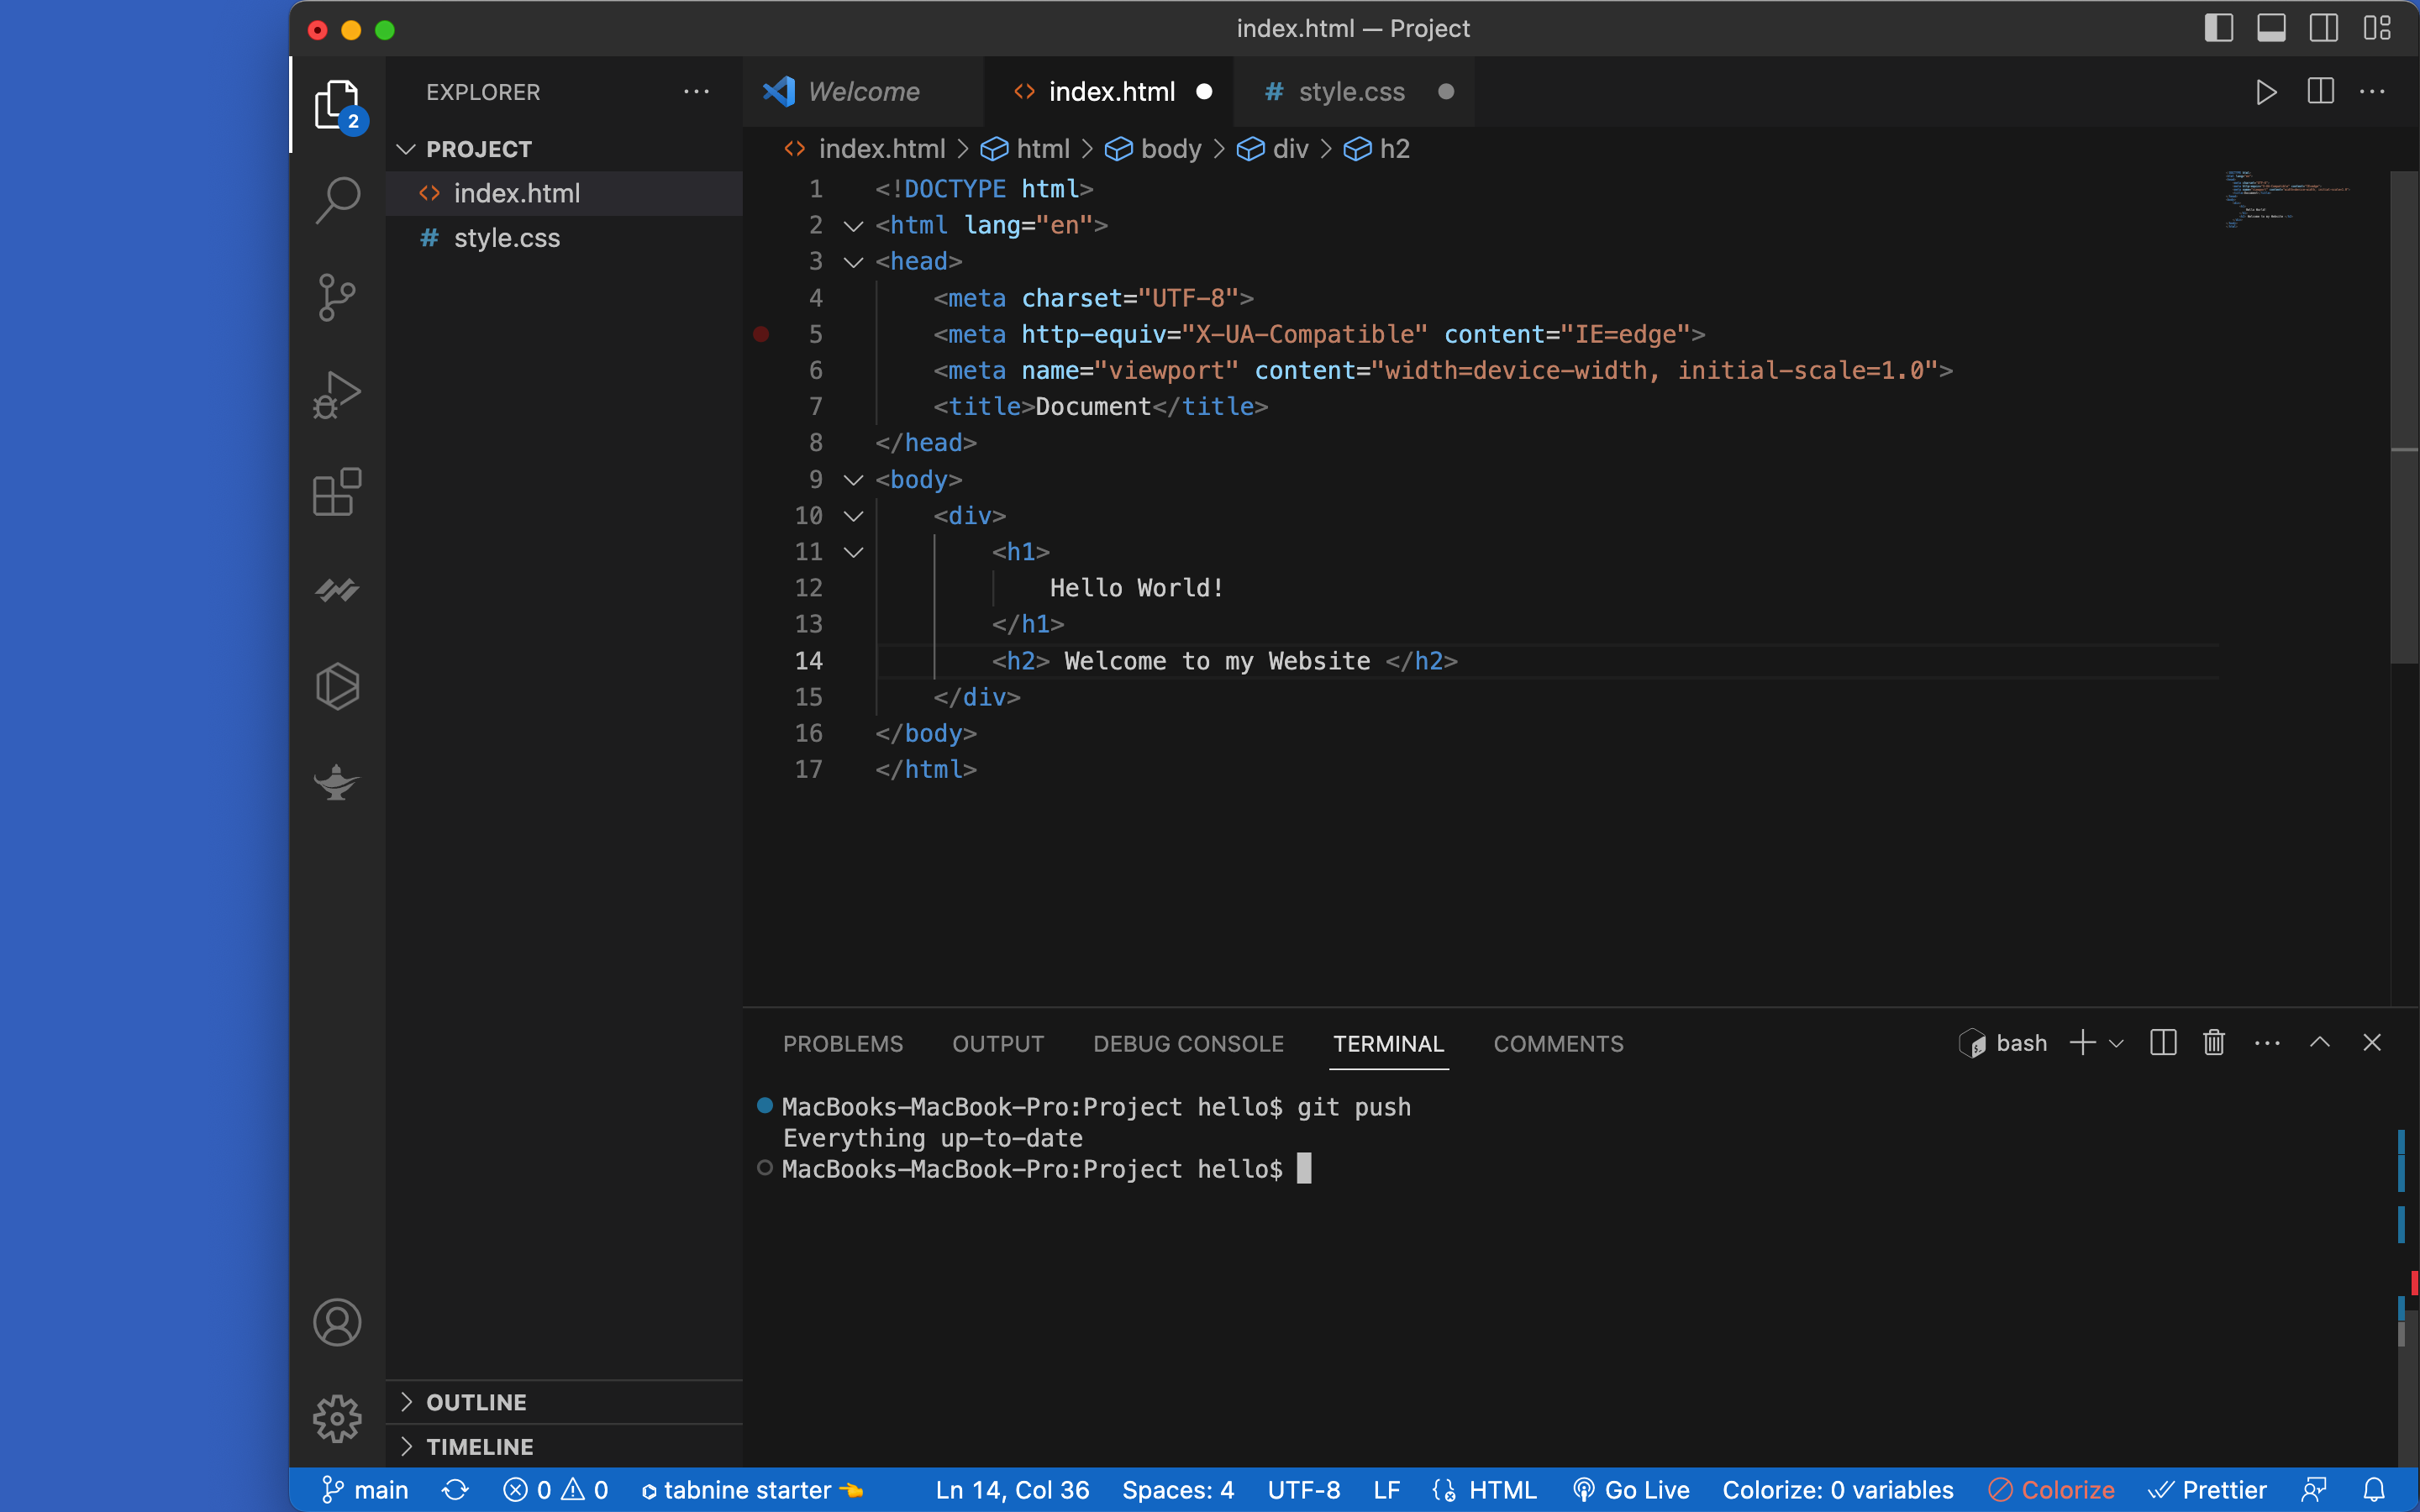 index.html — Project
EXPLORER
2
PROJECT
index.html
# style.css
Welcome
index.html
# style.css
index.html > html > body > div > h2
1 <!DOCTYPE html>
2 <html lang="en">
3 <head>
4 <meta charset="UTF-8">
5 <meta http-equiv="X-UA-Compatible" content="IE=edge">
6 <meta name="viewport" content="width=device-width, initial-scale=1.0">
7 <title>Document</title>
8 </head>
9 <body>
10 <div>
11 <h1>
12 Hello World!
13 </h1>
14 <h2> Welcome to my Website </h2>
15 </div>
16 </body>
17 </html>
PROBLEMS OUTPUT DEBUG CONSOLE TERMINAL COMMENTS
bash
MacBooks-MacBook-Pro:Project hello$ git push
Everything up-to-date
MacBooks-MacBook-Pro:Project hello$
OUTLINE
TIMELINE
main 0 0 tabnine starter Ln 14, Col 36 Spaces: 4 UTF-8 LF HTML Go Live Colorize: 0 variables Colorize Prettier